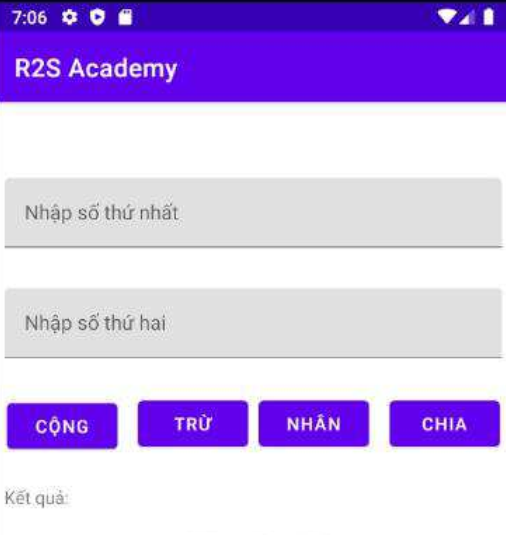 7:06
R2S Academy
Nhập số thứ nhất
Nhập số thứ hai
CỘNG TRỪ NHÂN CHIA
Kết quả: